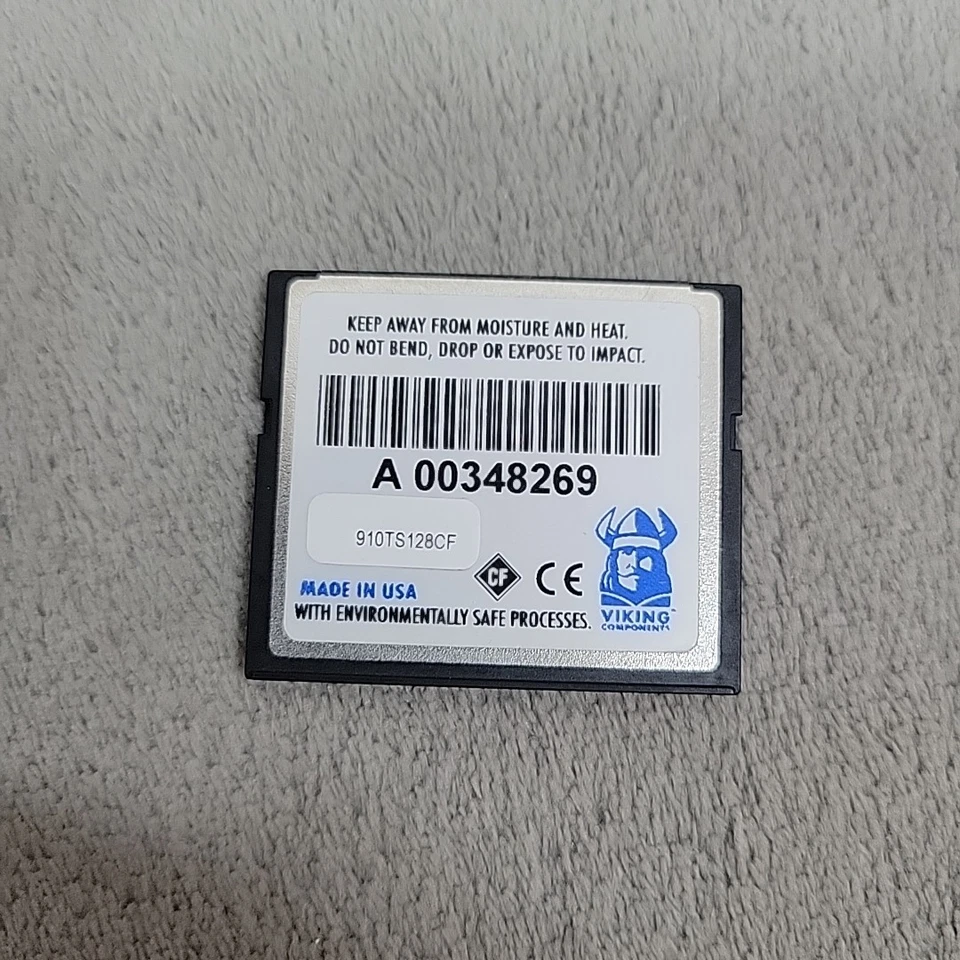 KEEP AWAY FROM MOISTURE AND HEAT.
DO NOT BEND, DROP OR EXPOSE TO IMPACT.
A 00348269
910TS128CF
CF CE
MADE IN USA
WITH ENVIRONMENTALLY SAFE PROCESSES.
VIKING™
COMPONENTS